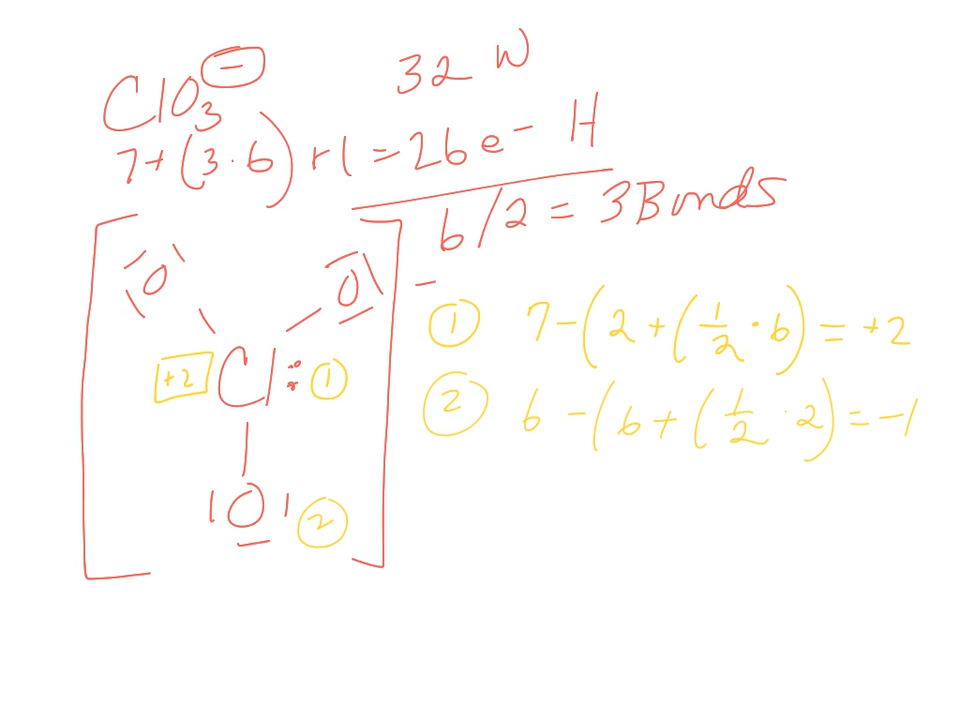 ClO₃⁻
32 W
7+(3·6)+1=26e⁻ H
6/2 = 3Bonds
O O -
① 7-(2+(1/2·6)=+2
+2 Cl: ①
② 6-(6+(1/2·2)=-1
O ②